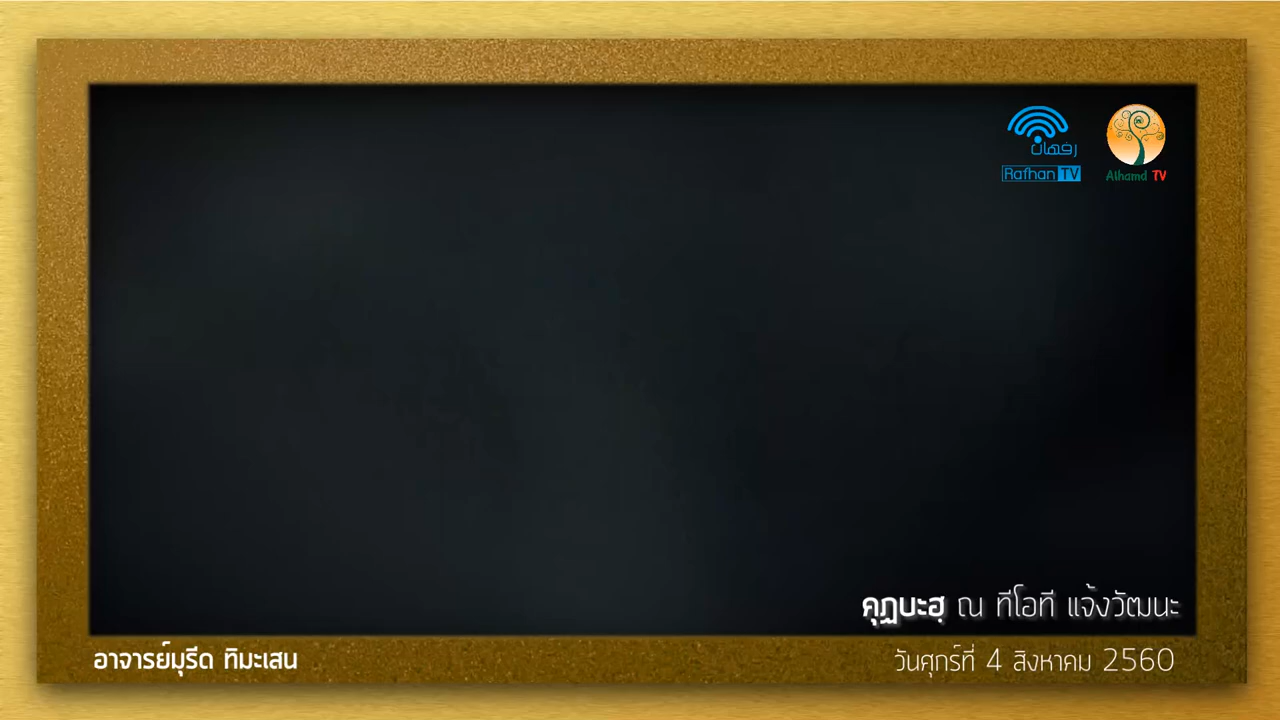 رفهان
Rafhan TV
Alhamd TV
คุฏบะฮฺ ณ ทีโอที แจ้งวัฒนะ
อาจารย์มุรีด ทิมะเสน
วันศุกร์ที่ 4 สิงหาคม 2560